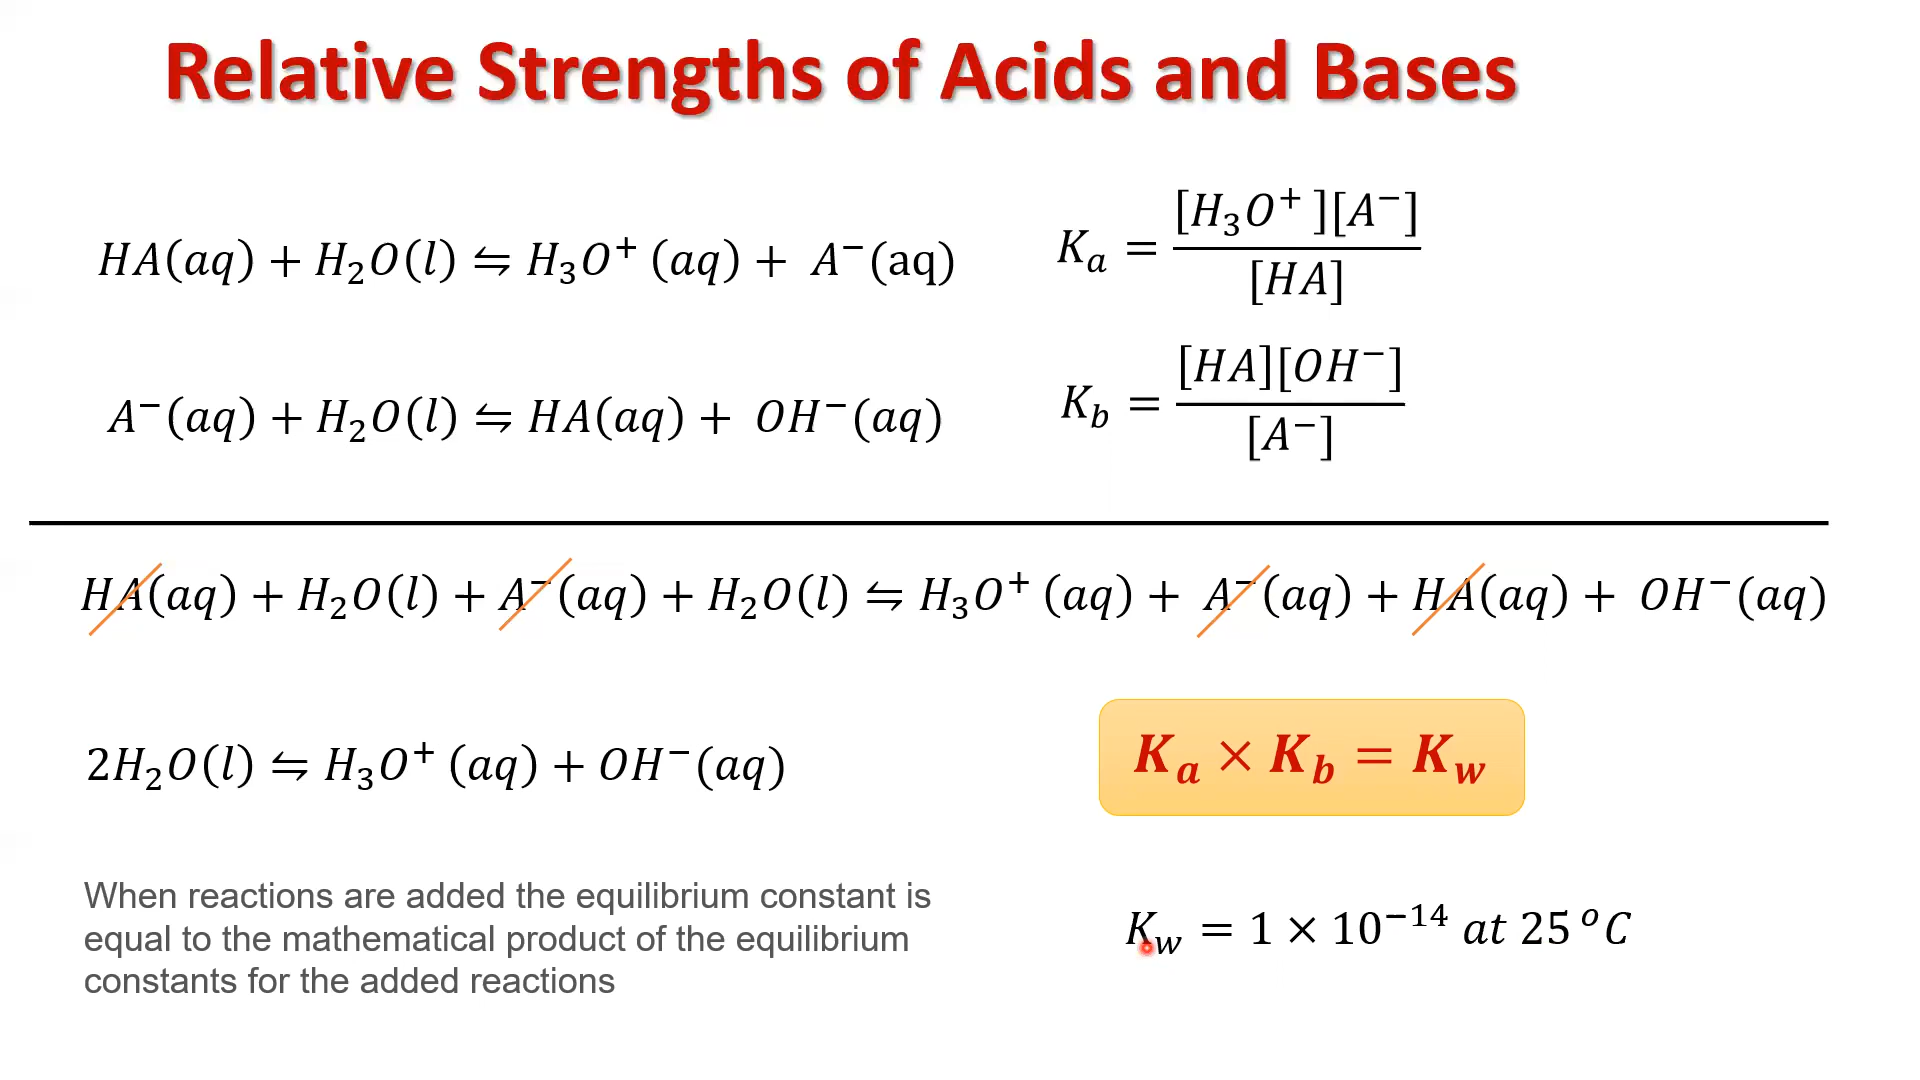 Relative Strengths of Acids and Bases
HA(aq) + H₂O(l) ⇋ H₃O⁺ (aq) + A⁻(aq)
Kₐ = [H₃O⁺ ][A⁻] / [HA]
A⁻(aq) + H₂O(l) ⇋ HA(aq) + OH⁻(aq)
K_b = [HA][OH⁻] / [A⁻]
HA(aq) + H₂O(l) + A⁻(aq) + H₂O(l) ⇋ H₃O⁺ (aq) + A⁻(aq) + HA(aq) + OH⁻(aq)
2H₂O(l) ⇋ H₃O⁺ (aq) + OH⁻(aq)
Kₐ × K_b = K_w
When reactions are added the equilibrium constant is
equal to the mathematical product of the equilibrium
constants for the added reactions
K_w = 1 × 10⁻¹⁴ at 25 °C